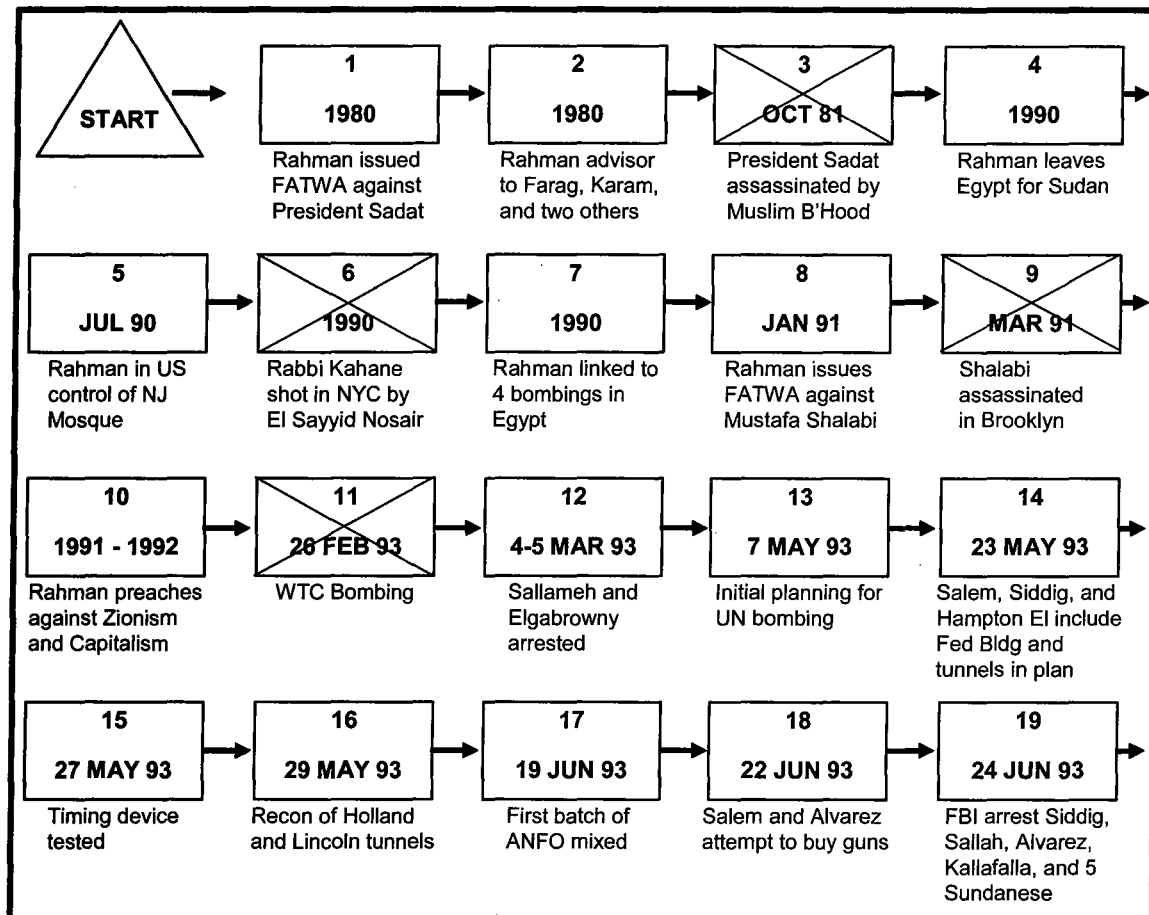 START
1
1980
Rahman issued
FATWA against
President Sadat
2
1980
Rahman advisor
to Farag, Karam,
and two others
3
OCT 81
President Sadat
assassinated by
Muslim B'Hood
4
1990
Rahman leaves
Egypt for Sudan
5
JUL 90
Rahman in US
control of NJ
Mosque
6
1990
Rabbi Kahane
shot in NYC by
El Sayyid Nosair
7
1990
Rahman linked to
4 bombings in
Egypt
8
JAN 91
Rahman issues
FATWA against
Mustafa Shalabi
9
MAR 91
Shalabi
assassinated
in Brooklyn
10
1991 - 1992
Rahman preaches
against Zionism
and Capitalism
11
26 FEB 93
WTC Bombing
12
4-5 MAR 93
Sallameh and
Elgabrowny
arrested
13
7 MAY 93
Initial planning for
UN bombing
14
23 MAY 93
Salem, Siddig, and
Hampton El include
Fed Bldg and
tunnels in plan
15
27 MAY 93
Timing device
tested
16
29 MAY 93
Recon of Holland
and Lincoln tunnels
17
19 JUN 93
First batch of
ANFO mixed
18
22 JUN 93
Salem and Alvarez
attempt to buy guns
19
24 JUN 93
FBI arrest Siddig,
Sallah, Alvarez,
Kallafalla, and 5
Sundanese